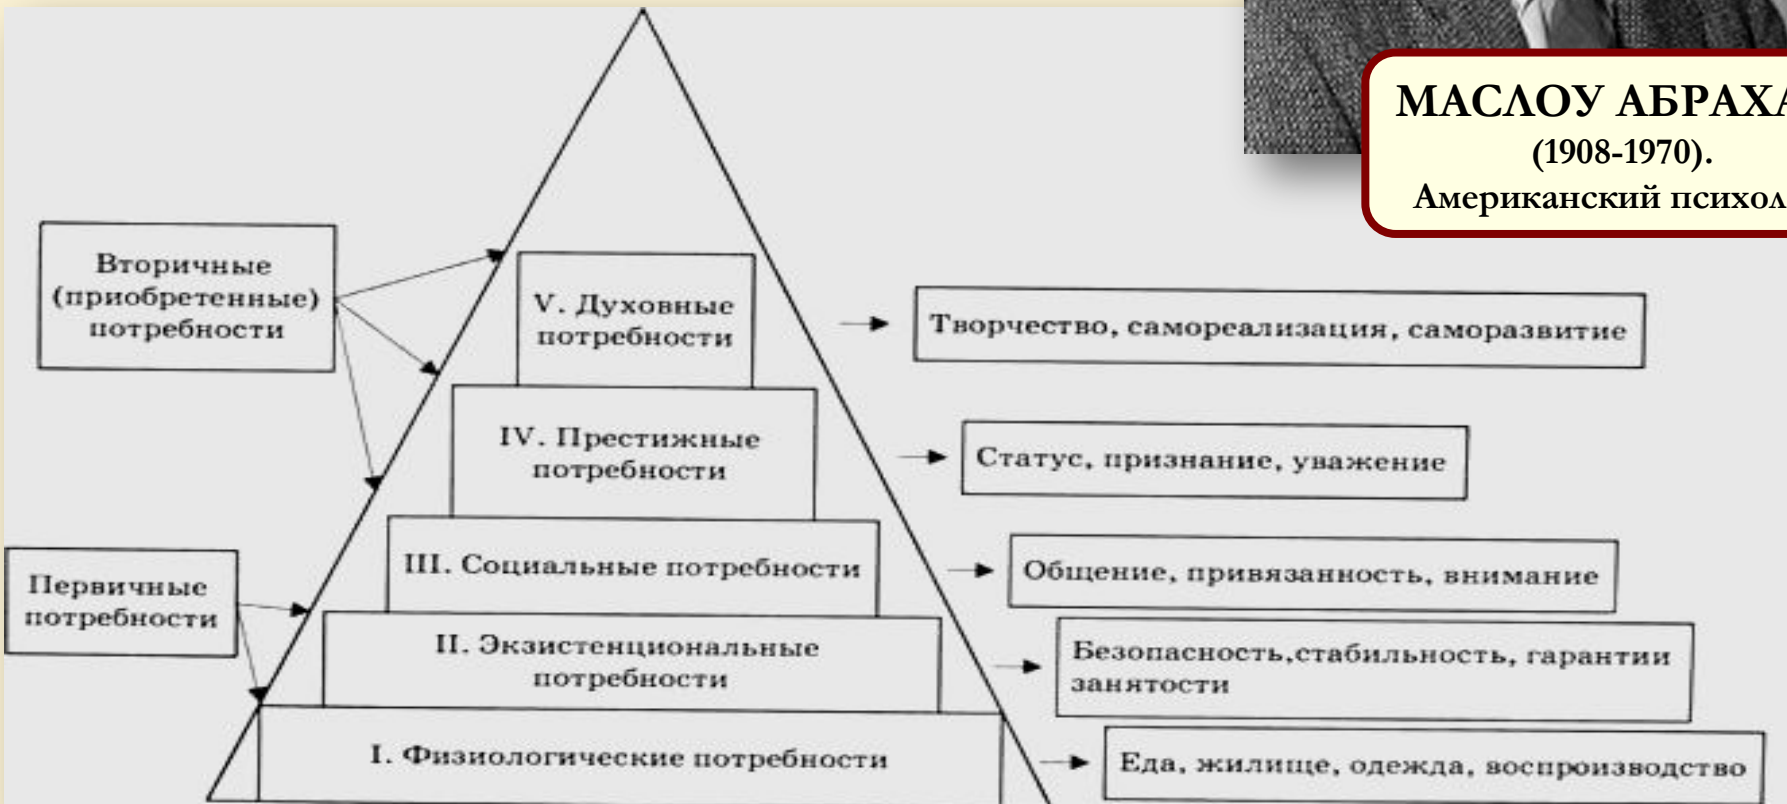 МАСЛОУ
(1908-1970).
Американский
Вторичные
(приобретенные)
потребности
V. Духовные
потребности
Творчество, самореализация, саморазвитие
IV. Престижные
потребности
Статус, признание, уважение
Первичные
потребности
III. Социальные потребности
Общение, привязанность, внимание
II. Экзистенциональные
потребности
Безопасность,стабильность, гарантии
занятости
I. Физиологические потребности
Еда, жилище, одежда, воспроизводство